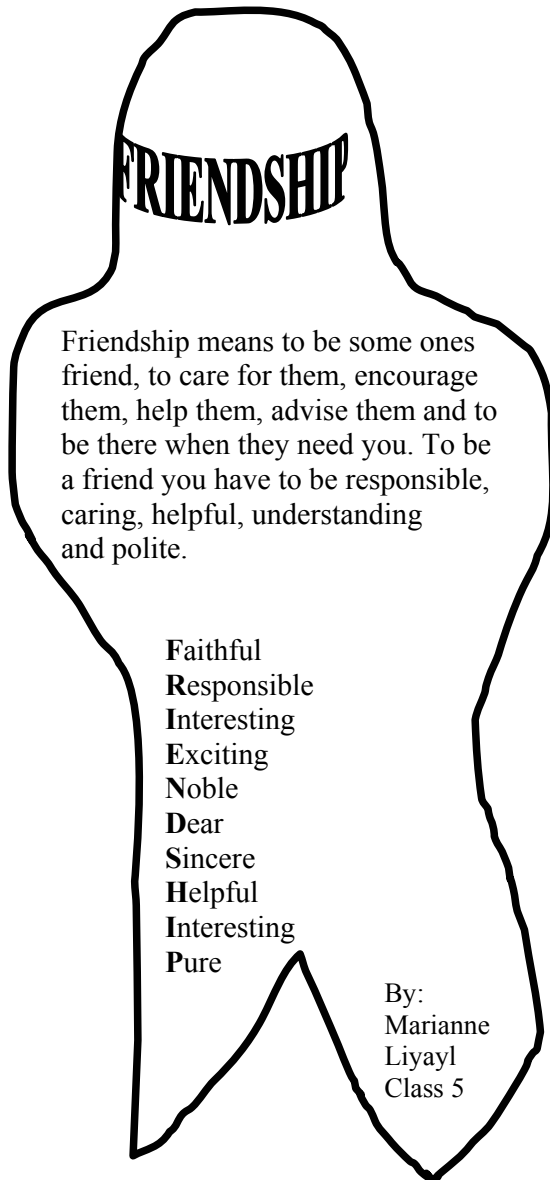 FRIENDSHIP
Friendship means to be some ones
friend, to care for them, encourage
them, help them, advise them and to
be there when they need you. To be
a friend you have to be responsible,
caring, helpful, understanding
and polite.
Faithful
Responsible
Interesting
Exciting
Noble
Dear
Sincere
Helpful
Interesting
Pure
By:
Marianne
Liyayl
Class 5